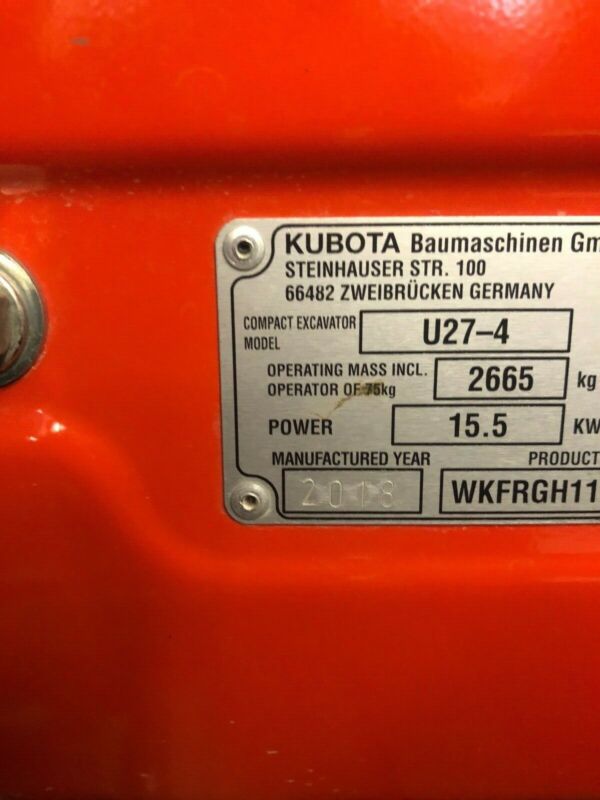 KUBOTA Baumaschinen Gm
STEINHAUSER STR. 100
66482 ZWEIBRÜCKEN GERMANY
COMPACT EXCAVATOR
MODEL
U27-4
OPERATING MASS INCL.
OPERATOR OF 75kg
2665 kg
POWER 15.5 KW
MANUFACTURED YEAR PRODUCT
2018 WKFRGH11